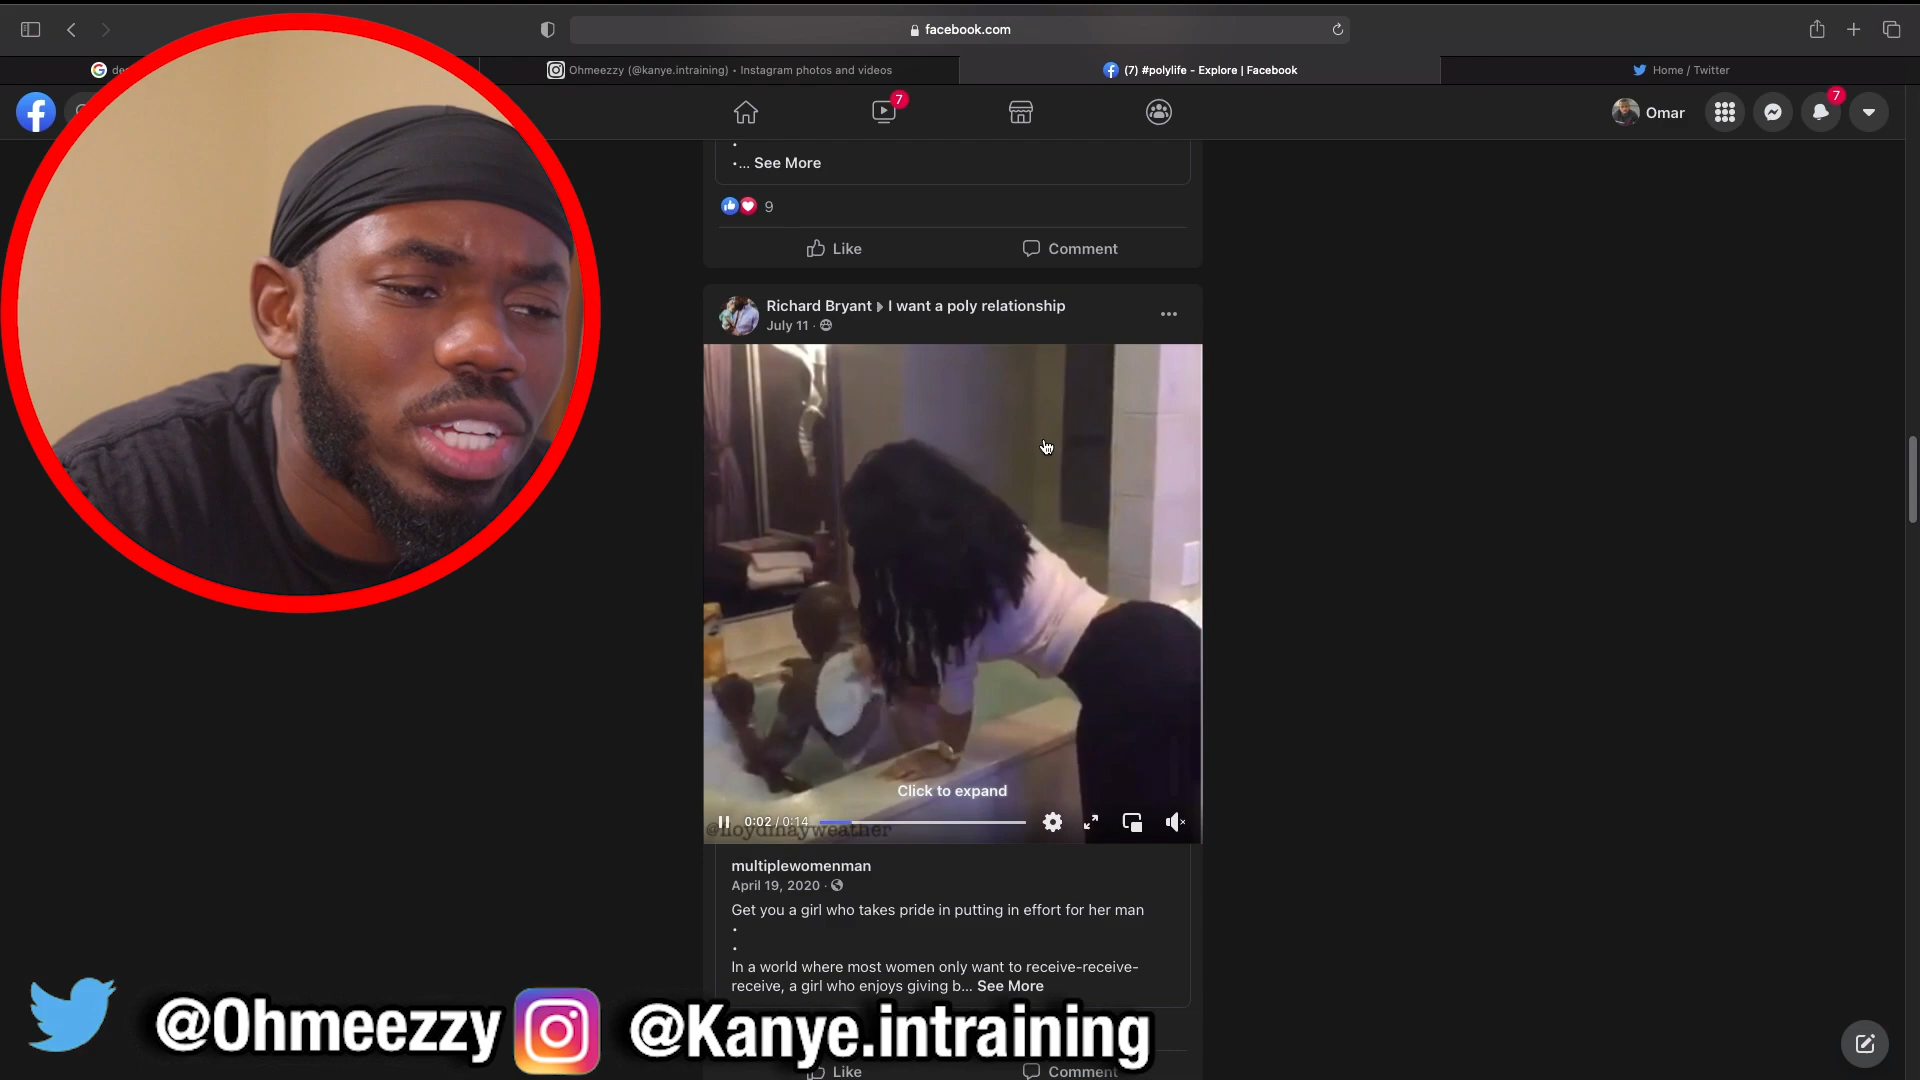 facebook.com
de
Ohmeezzy (@kanye.intraining) • Instagram photos and videos
(7) #polylife - Explore | Facebook
Home / Twitter
7
Omar
7
•
•... See More
9
Like
Comment
Richard Bryant ▸ I want a poly relationship
July 11 ·
Click to expand
0:02 / 0:14
multiplewomenman
April 19, 2020 ·
Get you a girl who takes pride in putting in effort for her man
•
•
In a world where most women only want to receive-receive-
receive, a girl who enjoys giving b... See More
@Ohmeezzy
@Kanye.intraining
Like
Comment